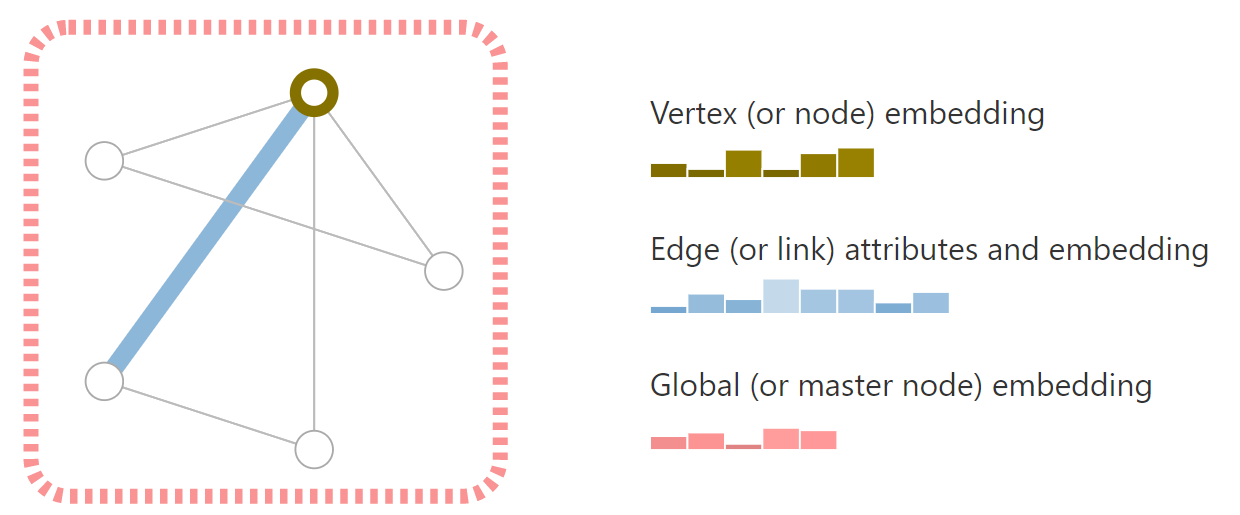 Vertex (or node) embedding
Edge (or link) attributes and embedding
Global (or master node) embedding